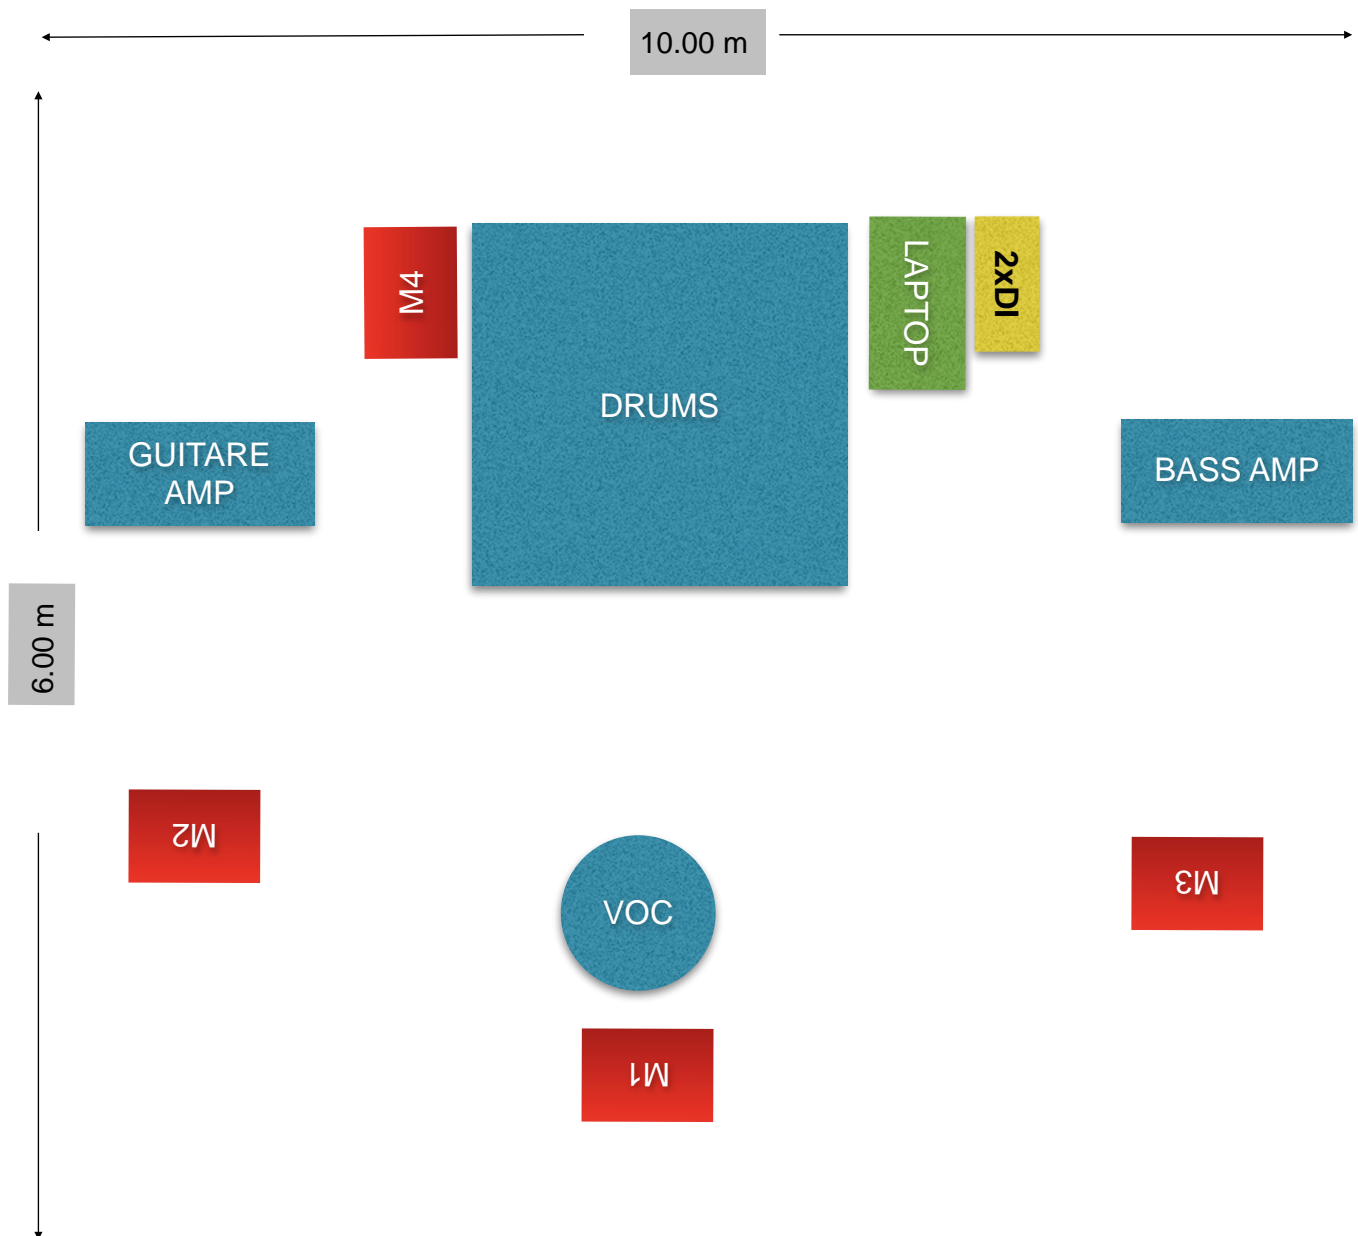 10.00 m
M4
LAPTOP
2xDI
DRUMS
GUITARE
AMP
BASS AMP
6.00 m
M2
M3
VOC
M1